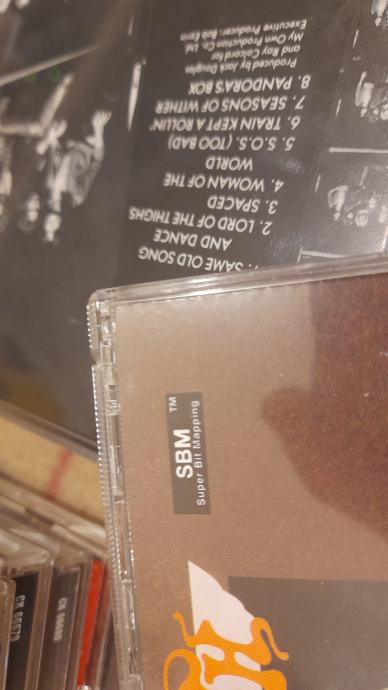 1. SAME OLD SONG
AND DANCE
2. LORD OF THE THIGHS
3. SPACED
4. WOMAN OF THE
WORLD
5. S.O.S. (TOO BAD)
6. TRAIN KEPT A ROLLIN'
7. SEASONS OF WITHER
8. PANDORA'S BOX
Produced by Jack Douglas
and Ray Colcord for
My Own Production Co. Ltd.
Executive Producer: Bob Ezrin
SBM ™
Super Bit Mapping